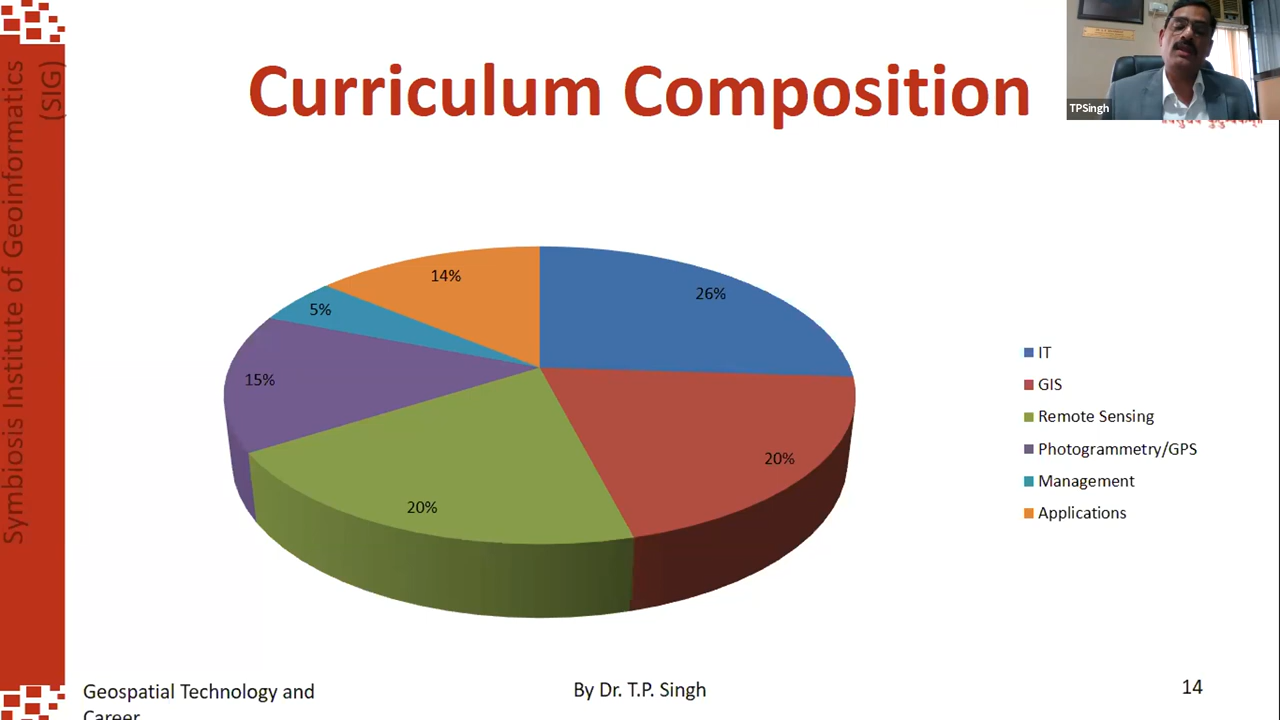 Symbiosis Institute of Geoinformatics
(SIG)
Curriculum Composition
TPSingh
14%
26%
5%
15%
20%
20%
IT
GIS
Remote Sensing
Photogrammetry/GPS
Management
Applications
Geospatial Technology and
Career
By Dr. T.P. Singh
14